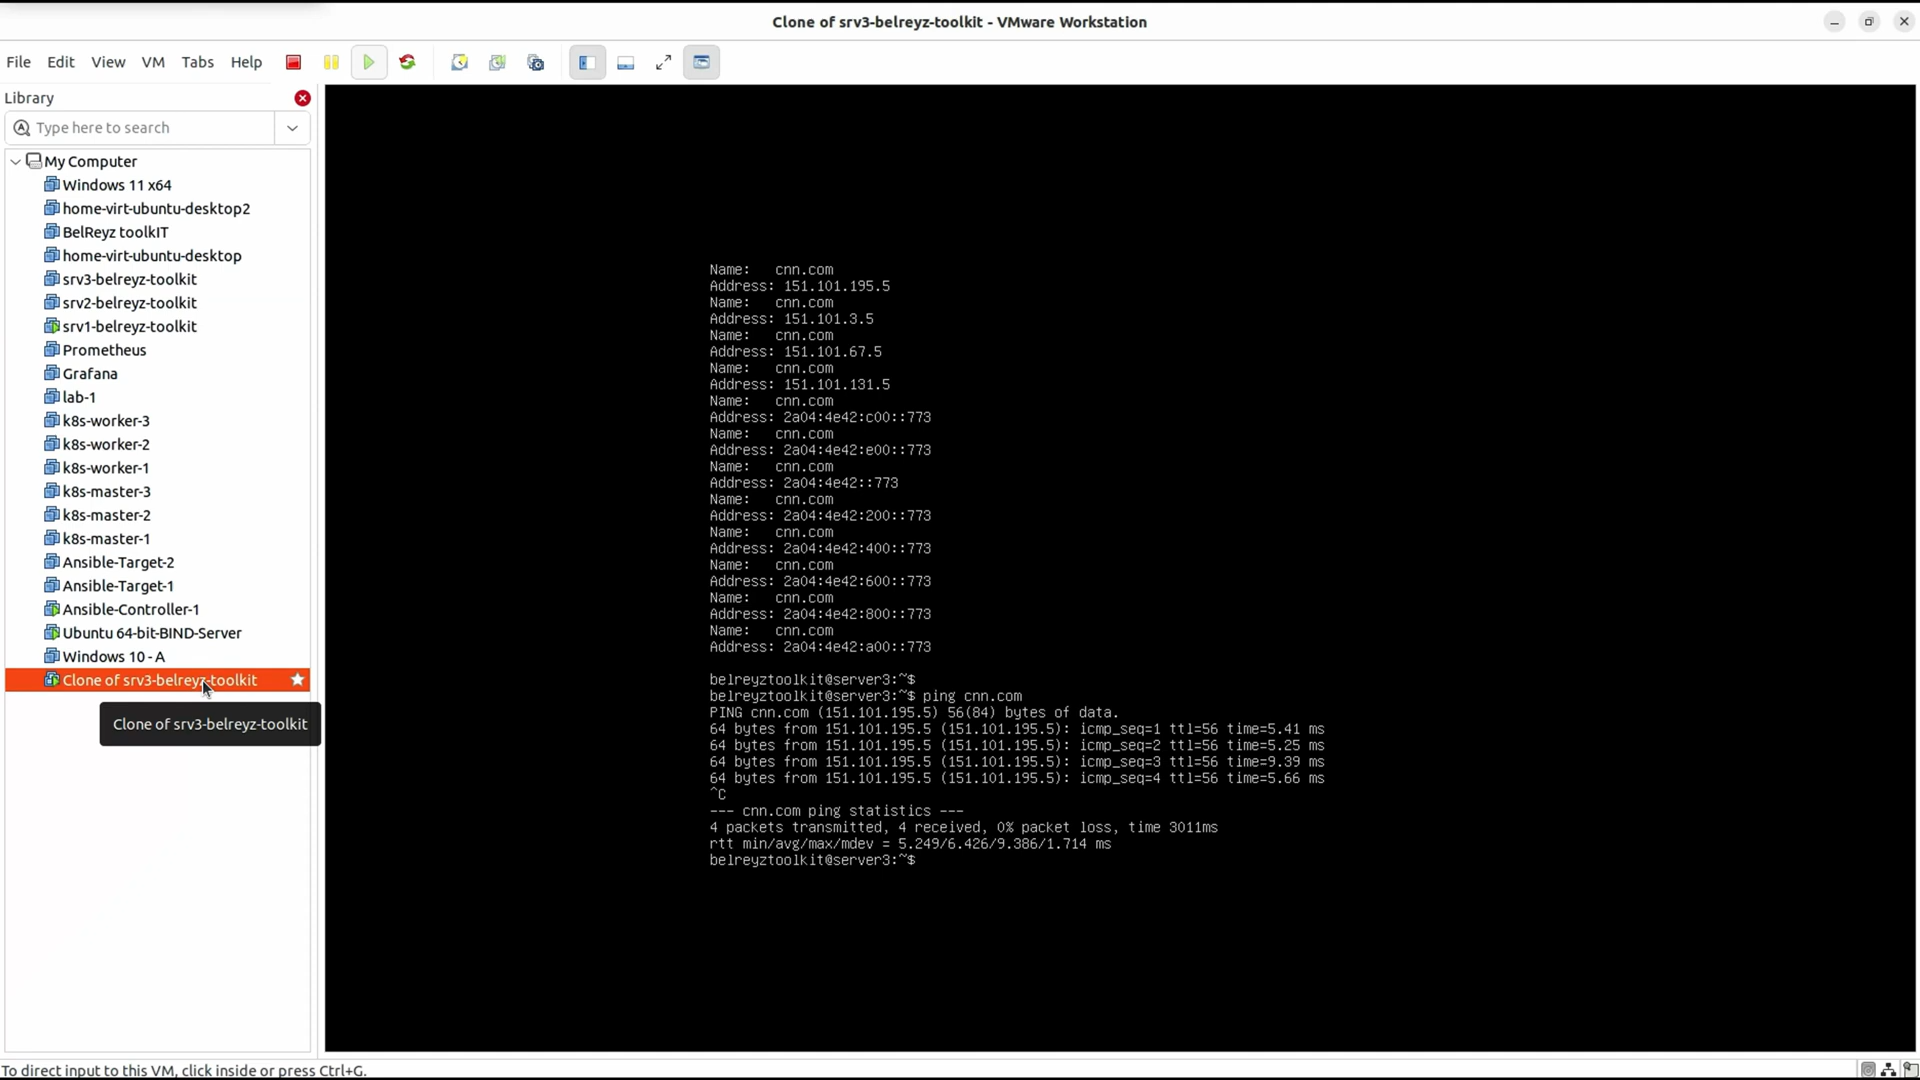 Clone of srv3-belreyz-toolkit - VMware Workstation
File Edit View VM Tabs Help
Library
Type here to search
My Computer
Windows 11 x64
home-virt-ubuntu-desktop2
BelReyz toolkIT
home-virt-ubuntu-desktop
srv3-belreyz-toolkit
srv2-belreyz-toolkit
srv1-belreyz-toolkit
Prometheus
Grafana
lab-1
k8s-worker-3
k8s-worker-2
k8s-worker-1
k8s-master-3
k8s-master-2
k8s-master-1
Ansible-Target-2
Ansible-Target-1
Ansible-Controller-1
Ubuntu 64-bit-BIND-Server
Windows 10 - A
Clone of srv3-belreyz-toolkit
Clone of srv3-belreyz-toolkit
Name: cnn.com
Address: 151.101.195.5
Name: cnn.com
Address: 151.101.3.5
Name: cnn.com
Address: 151.101.67.5
Name: cnn.com
Address: 151.101.131.5
Name: cnn.com
Address: 2a04:4e42:c00::773
Name: cnn.com
Address: 2a04:4e42:e00::773
Name: cnn.com
Address: 2a04:4e42::773
Name: cnn.com
Address: 2a04:4e42:200::773
Name: cnn.com
Address: 2a04:4e42:400::773
Name: cnn.com
Address: 2a04:4e42:600::773
Name: cnn.com
Address: 2a04:4e42:800::773
Name: cnn.com
Address: 2a04:4e42:a00::773
belreyztoolkit@server3:~$
belreyztoolkit@server3:~$ ping cnn.com
PING cnn.com (151.101.195.5) 56(84) bytes of data.
64 bytes from 151.101.195.5 (151.101.195.5): icmp_seq=1 ttl=56 time=5.41 ms
64 bytes from 151.101.195.5 (151.101.195.5): icmp_seq=2 ttl=56 time=5.25 ms
64 bytes from 151.101.195.5 (151.101.195.5): icmp_seq=3 ttl=56 time=9.39 ms
64 bytes from 151.101.195.5 (151.101.195.5): icmp_seq=4 ttl=56 time=5.66 ms
^C
--- cnn.com ping statistics ---
4 packets transmitted, 4 received, 0% packet loss, time 3011ms
rtt min/avg/max/mdev = 5.249/6.426/9.386/1.714 ms
belreyztoolkit@server3:~$
To direct input to this VM, click inside or press Ctrl+G.